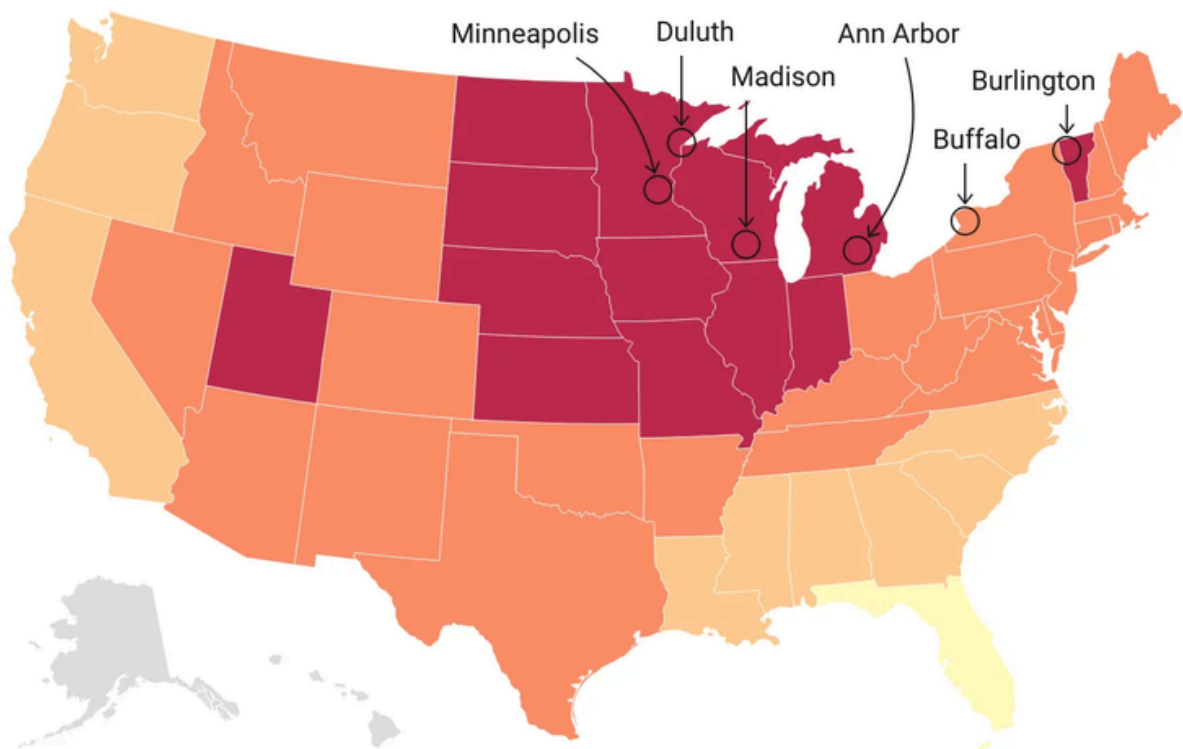 Minneapolis
Duluth
Ann Arbor
Madison
Burlington
Buffalo